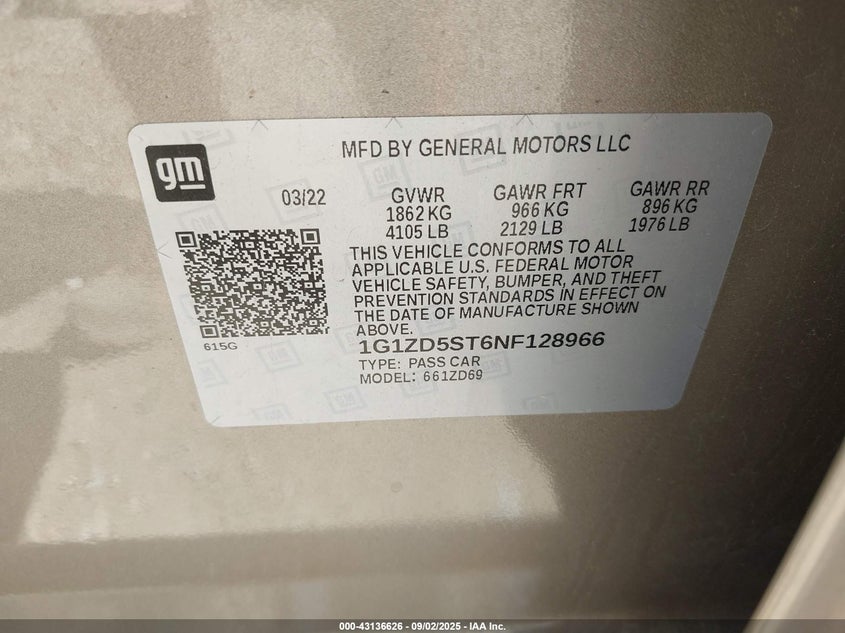 gm
MFD BY GENERAL MOTORS LLC
03/22
GVWR
1862 KG
4105 LB
GAWR FRT
966 KG
2129 LB
GAWR RR
896 KG
1976 LB
THIS VEHICLE CONFORMS TO ALL
APPLICABLE U.S. FEDERAL MOTOR
VEHICLE SAFETY, BUMPER, AND THEFT
PREVENTION STANDARDS IN EFFECT ON
THE DATE OF MANUFACTURE SHOWN
ABOVE.
615G
1G1ZD5ST6NF128966
TYPE: PASS CAR
MODEL: 661ZD69
000-43136626 - 09/02/2025 - IAA Inc.